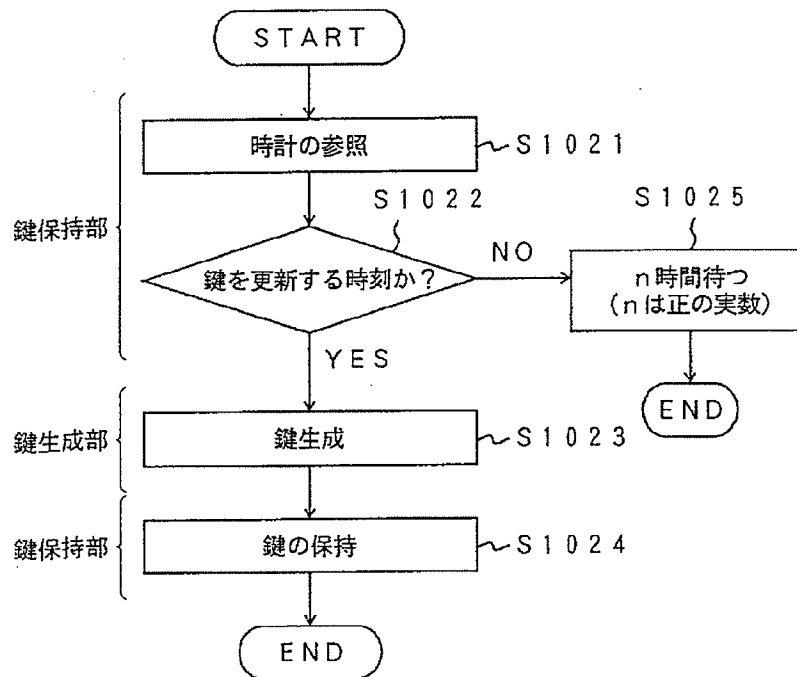 START
時計の参照
S1021
鍵保持部
S1022
鍵を更新する時刻か?
NO
S1025
n時間待つ
(nは正の実数)
YES
END
鍵生成部
鍵生成
S1023
鍵保持部
鍵の保持
S1024
END